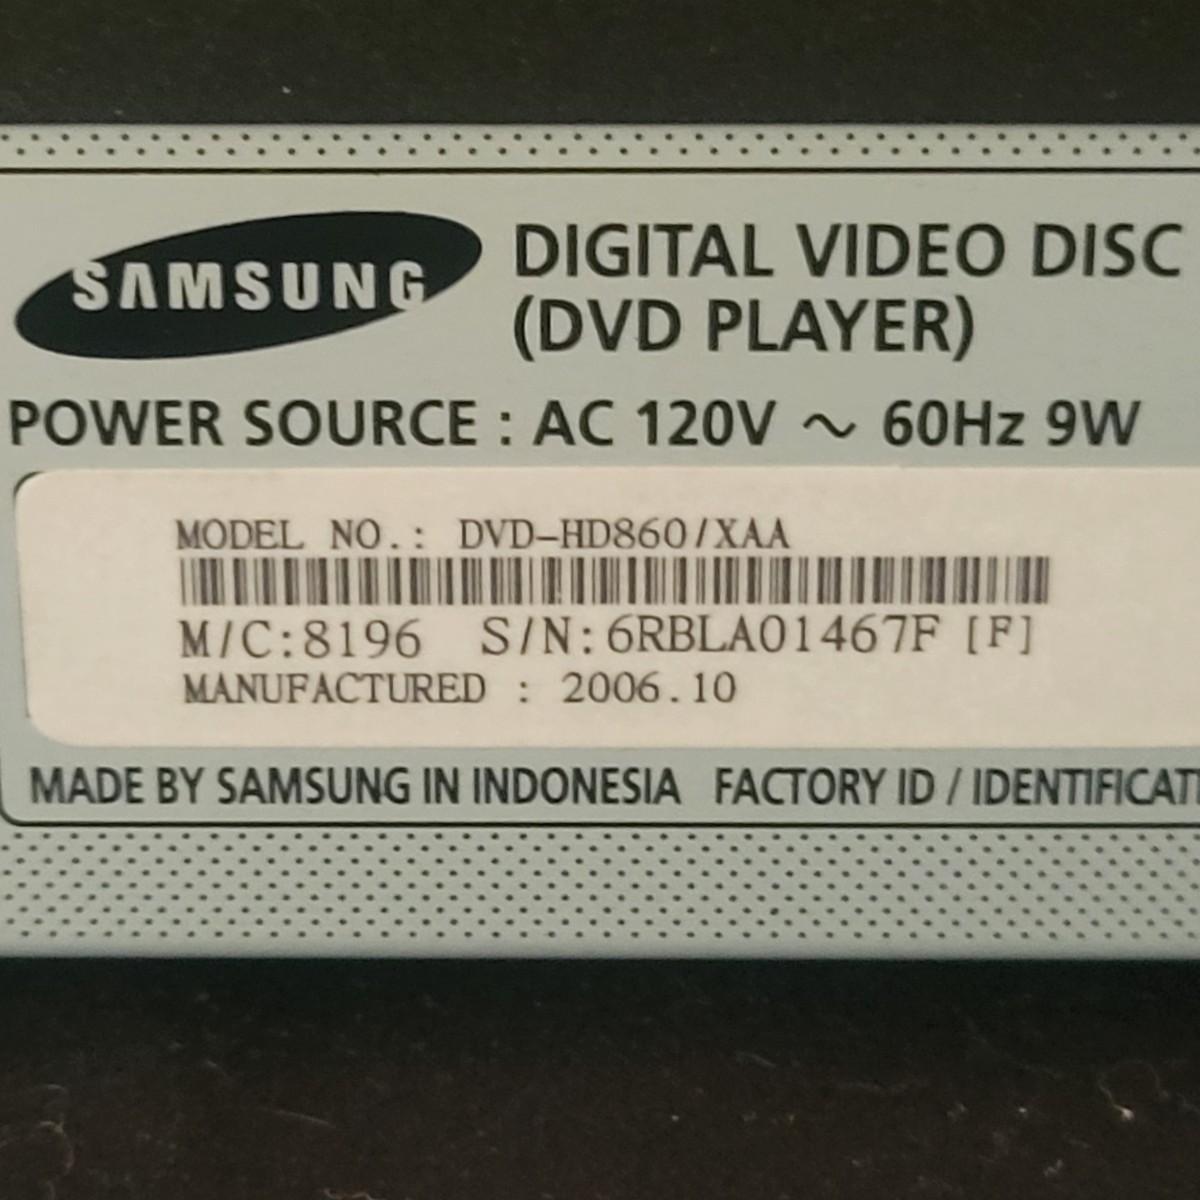 SAMSUNG
DIGITAL VIDEO DISC
(DVD PLAYER)
POWER SOURCE : AC 120V ~ 60Hz 9W
MODEL NO.: DVD-HD860/XAA
M/C:8196 S/N:6RBLA01467F [F]
MANUFACTURED : 2006.10
MADE BY SAMSUNG IN INDONESIA FACTORY ID / IDENTIFICATI